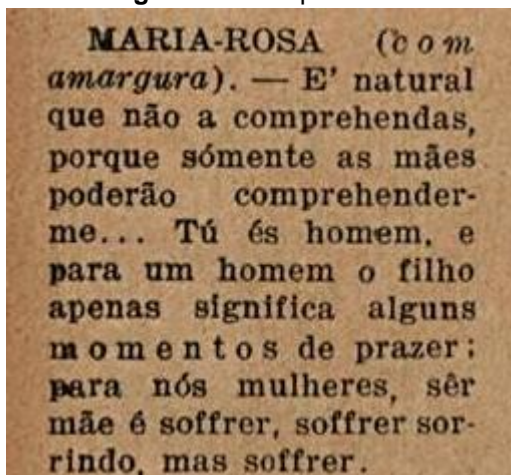 MARIA-ROSA (com
amargura). — E' natural
que não a comprehendas,
porque sómente as mães
poderão comprehender-
me... Tú és homem, e
para um homem o filho
apenas significa alguns
momentos de prazer;
para nós mulheres, sêr
mãe é soffrer, soffrer sor-
rindo, mas soffrer.